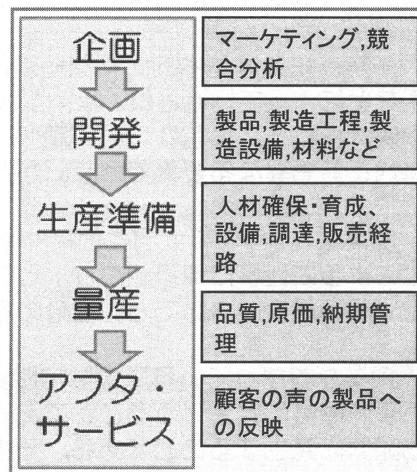 企画
マーケティング,競
合分析
開発
製品,製造工程,製
造設備,材料など
生産準備
人材確保・育成、
設備,調達,販売経
路
量産
品質,原価,納期管
理
アフタ・
サービス
顧客の声の製品へ
の反映